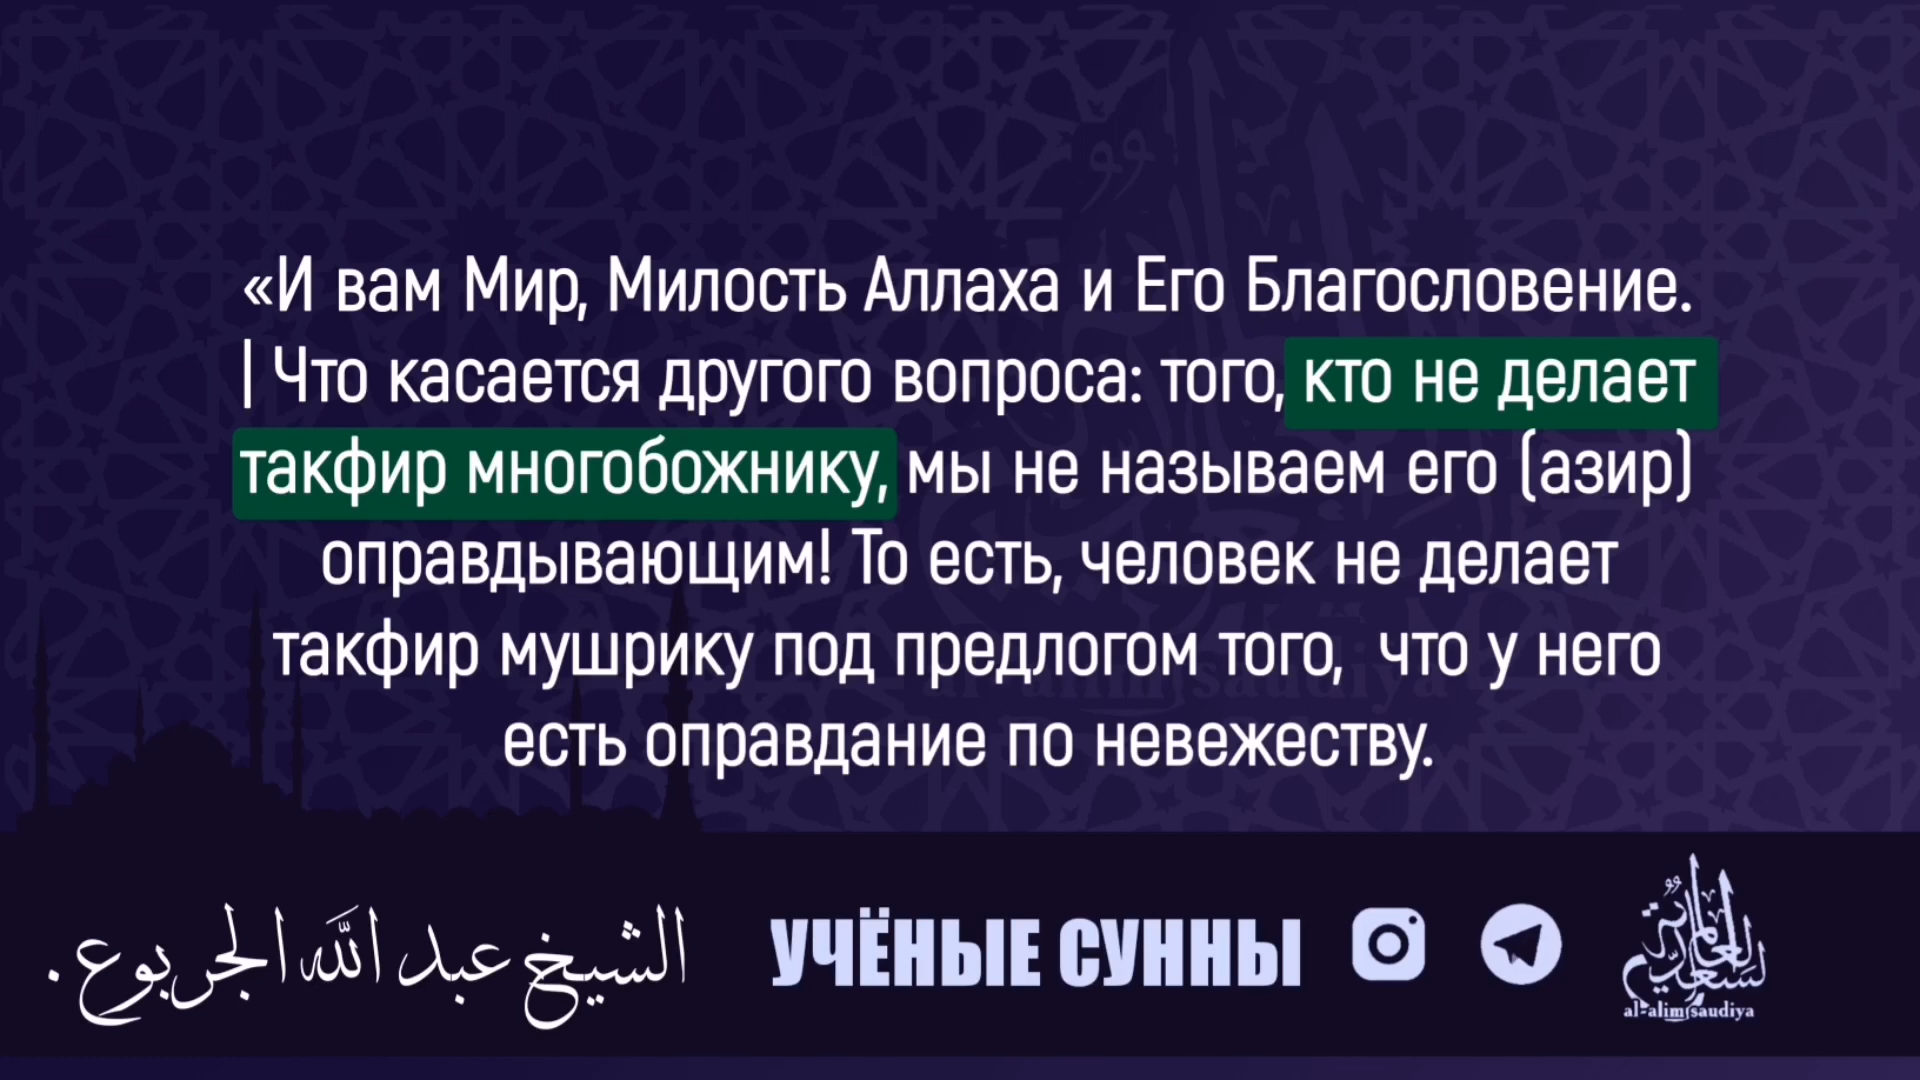 «И вам Мир, Милость Аллаха и Его Благословение.
| Что касается другого вопроса: того, кто не делает
такфир многобожнику, мы не называем его (азир)
оправдывающим! То есть, человек не делает
такфир мушрику под предлогом того, что у него
есть оправдание по невежеству.
الشيخ عبد الله الجربوع .
УЧЁНЫЕ СУННЫ
al-alim_saudiya